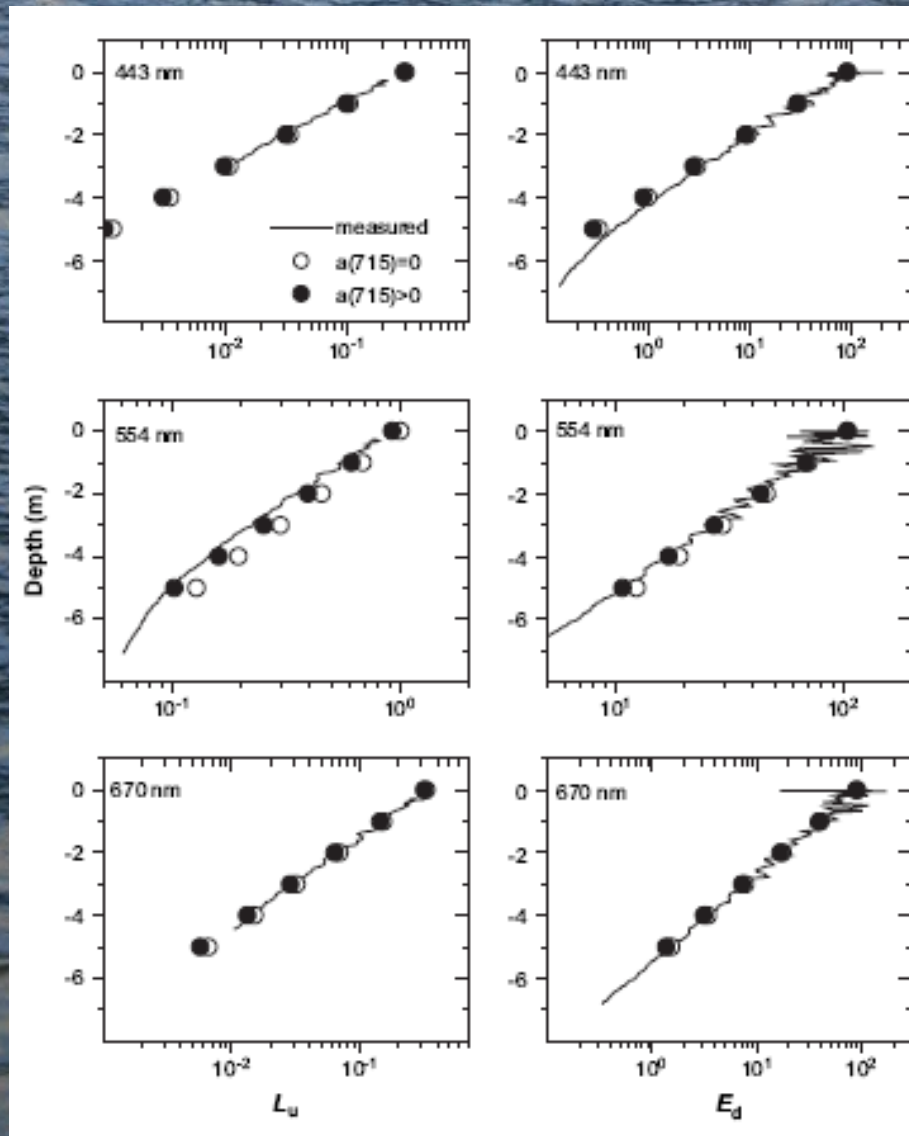 443 nm
0
-2
-4
-6
measured
a(715)=0
a(715)>0
10⁻² 10⁻¹
443 nm
0
-2
-4
-6
10⁰ 10¹ 10²
Depth (m)
554 nm
0
-2
-4
-6
10⁻¹ 10⁰
554 nm
0
-2
-4
-6
10¹ 10²
670 nm
0
-2
-4
-6
10⁻² 10⁻¹
Lᵤ
670 nm
0
-2
-4
-6
10⁰ 10¹ 10²
E_d